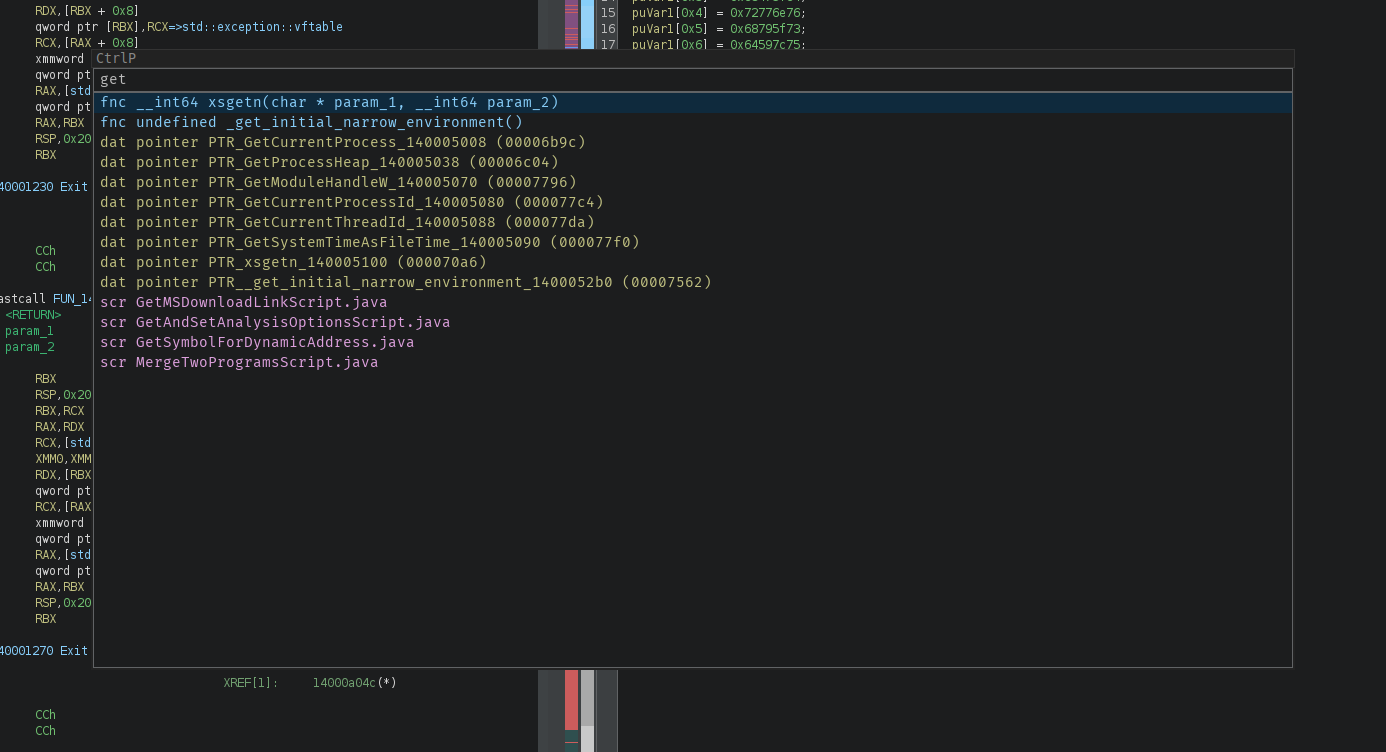 RDX,[RBX + 0x8]
qword ptr [RBX],RCX=>std::exception::vftable
RCX,[RAX + 0x8]
xmmword
qword pt
RAX,[std
qword pt
RAX,RBX
RSP,0x20
RBX
40001230 Exit
CCh
CCh
astcall FUN_14
<RETURN>
param_1
param_2
RBX
RSP,0x20
RBX,RCX
RAX,RDX
RCX,[std
XMM0,XMM
RDX,[RBX
qword pt
RCX,[RAX
xmmword
qword pt
RAX,[std
qword pt
RAX,RBX
RSP,0x20
RBX
40001270 Exit
XREF[1]: 14000a04c(*)
CCh
CCh
15 puVar1[0x4] = 0x72776e76;
16 puVar1[0x5] = 0x68795f73;
17 puVar1[0x6] = 0x64597c75;
CtrlP
get
fnc __int64 xsgetn(char * param_1, __int64 param_2)
fnc undefined _get_initial_narrow_environment()
dat pointer PTR_GetCurrentProcess_140005008 (00006b9c)
dat pointer PTR_GetProcessHeap_140005038 (00006c04)
dat pointer PTR_GetModuleHandleW_140005070 (00007796)
dat pointer PTR_GetCurrentProcessId_140005080 (000077c4)
dat pointer PTR_GetCurrentThreadId_140005088 (000077da)
dat pointer PTR_GetSystemTimeAsFileTime_140005090 (000077f0)
dat pointer PTR_xsgetn_140005100 (000070a6)
dat pointer PTR__get_initial_narrow_environment_1400052b0 (00007562)
scr GetMSDownloadLinkScript.java
scr GetAndSetAnalysisOptionsScript.java
scr GetSymbolForDynamicAddress.java
scr MergeTwoProgramsScript.java